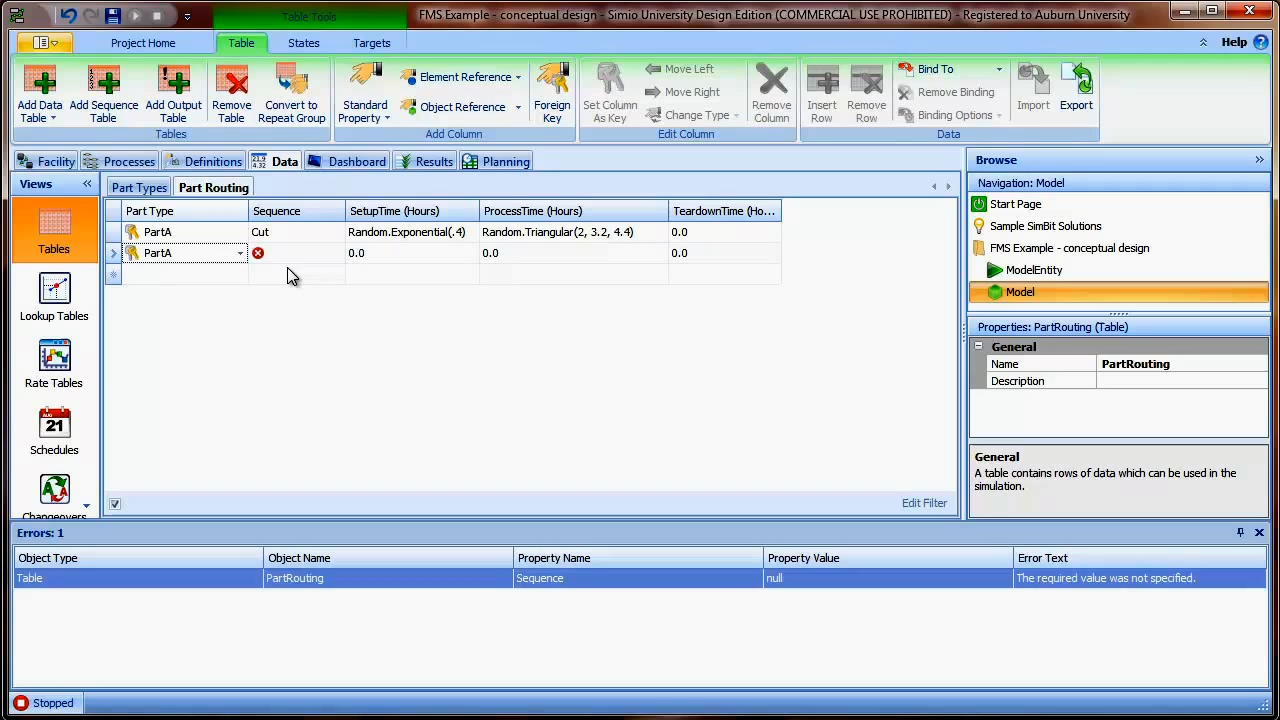 Table Tools
FMS Example - conceptual design - Simio University Design Edition (COMMERCIAL USE PROHIBITED) - Registered to Auburn University
Project Home
Table
States
Targets
Help
Add Data Table
Add Sequence Table
Add Output Table
Remove Table
Convert to Repeat Group
Tables
Standard Property
Element Reference
Object Reference
Foreign Key
Add Column
Set Column As Key
Move Left
Move Right
Change Type
Remove Column
Edit Column
Insert Row
Remove Row
Bind To
Remove Binding
Binding Options
Import
Export
Data
Facility
Processes
Definitions
Data
Dashboard
Results
Planning
Views
Tables
Lookup Tables
Rate Tables
AUG
21
Schedules
Changeovers
Part Types
Part Routing
Part Type
Sequence
SetupTime (Hours)
ProcessTime (Hours)
TeardownTime (Ho...
PartA
Cut
Random.Exponential(.4)
Random.Triangular(2, 3.2, 4.4)
0.0
PartA
0.0
0.0
0.0
Edit Filter
Browse
Navigation: Model
Start Page
Sample SimBit Solutions
FMS Example - conceptual design
ModelEntity
Model
Properties: PartRouting (Table)
General
Name
PartRouting
Description
General
A table contains rows of data which can be used in the
simulation.
Errors: 1
Object Type
Object Name
Property Name
Property Value
Error Text
Table
PartRouting
Sequence
null
The required value was not specified.
Stopped